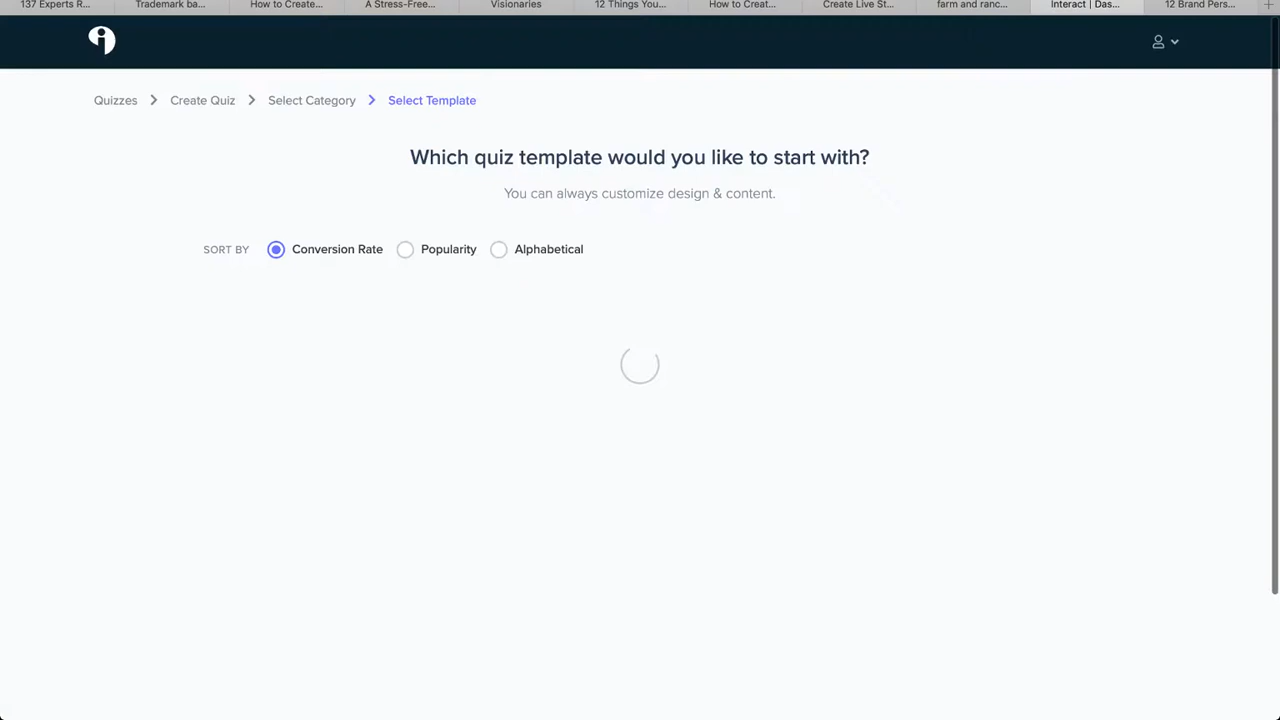 137 Experts R... Trademark ba... How to Create... A Stress-Free... Visionaries 12 Things You... How to Creat... Create Live St... farm and ranc... Interact | Das... 12 Brand Pers...
Quizzes Create Quiz Select Category Select Template
Which quiz template would you like to start with?
You can always customize design & content.
SORT BY Conversion Rate Popularity Alphabetical